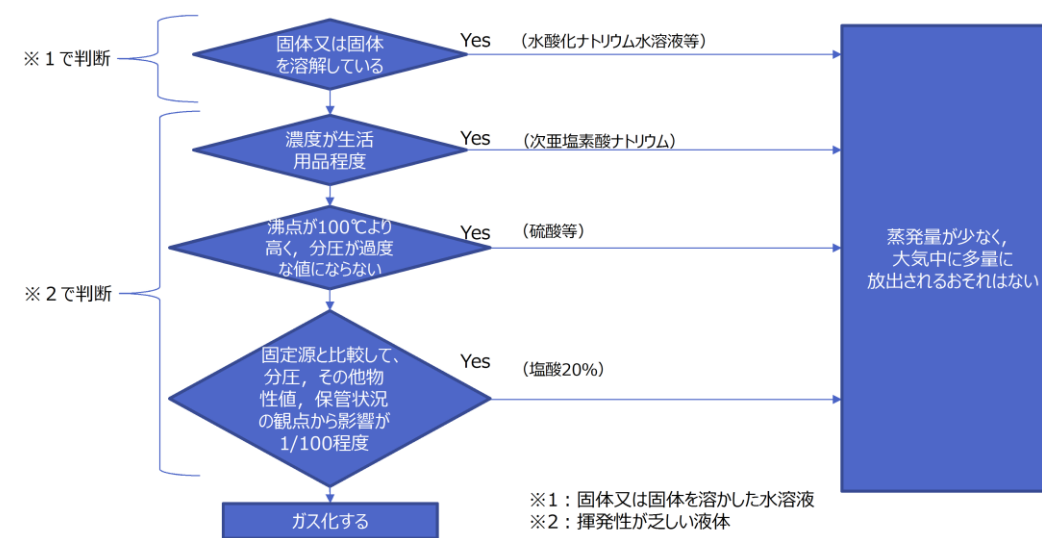 ※１で判断
固体又は固体
を溶解している
Yes （水酸化ナトリウム水溶液等）
濃度が生活
用品程度
Yes （次亜塩素酸ナトリウム）
沸点が100℃より
高く，分圧が過度
な値にならない
Yes （硫酸等）
※２で判断
固定源と比較して、
分圧，その他物
性値，保管状況
の観点から影響が
1/100程度
Yes （塩酸20%）
蒸発量が少なく，
大気中に多量に
放出されるおそれはない
ガス化する
※1：固体又は固体を溶かした水溶液
※2：揮発性が乏しい液体